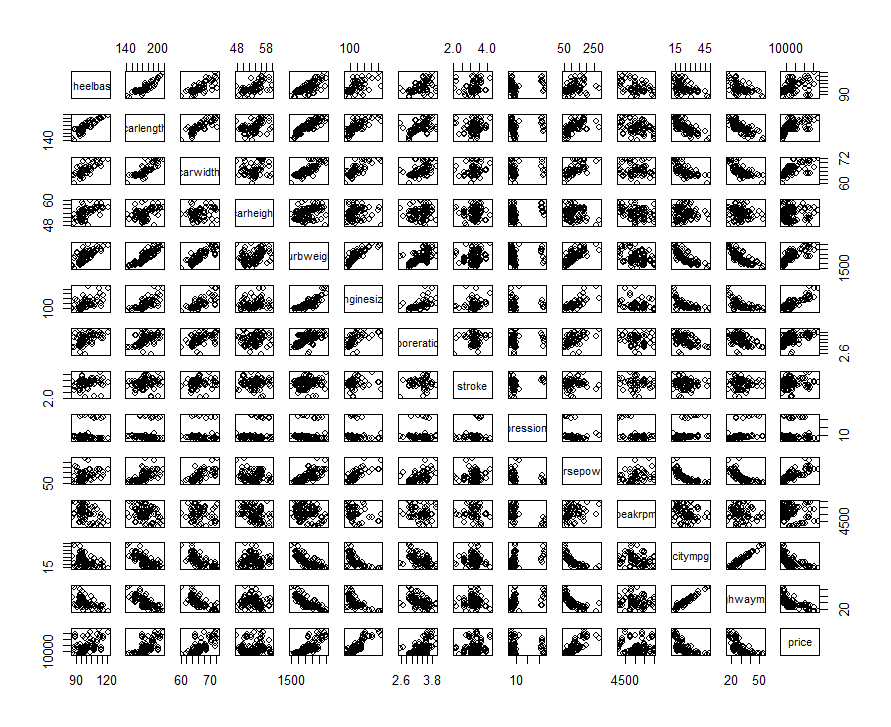 140 200 48 58 100 2.0 4.0 50 250 15 45 10000
heelbas 90
140 carlength
carwidth 60 72
48 60 carheigh
urbweig 1500
100 nginesiz
boreratio 2.6
2.0 stroke
pression 10
50 rsepow
peakrpm 4500
15 citympg
hwaym 20
10000 price
90 120 60 70 1500 2.6 3.8 10 4500 20 50